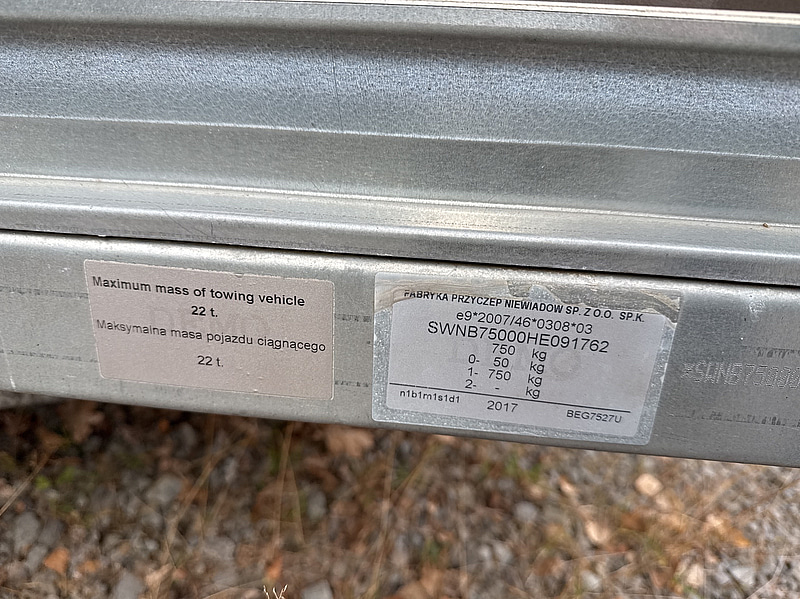 Maximum mass of towing vehicle
22 t.
Maksymalna masa pojazdu ciągnącego
22 t.
FABRYKA PRZYCZEP NIEWIADOW SP. Z O.O. SP.K.
e9*2007/46*0308*03
SWNB75000HE091762
750 kg
0- 50 kg
1- 750 kg
2- - kg
n1b1m1s1d1
2017 BEG7527U
*SWNB75000